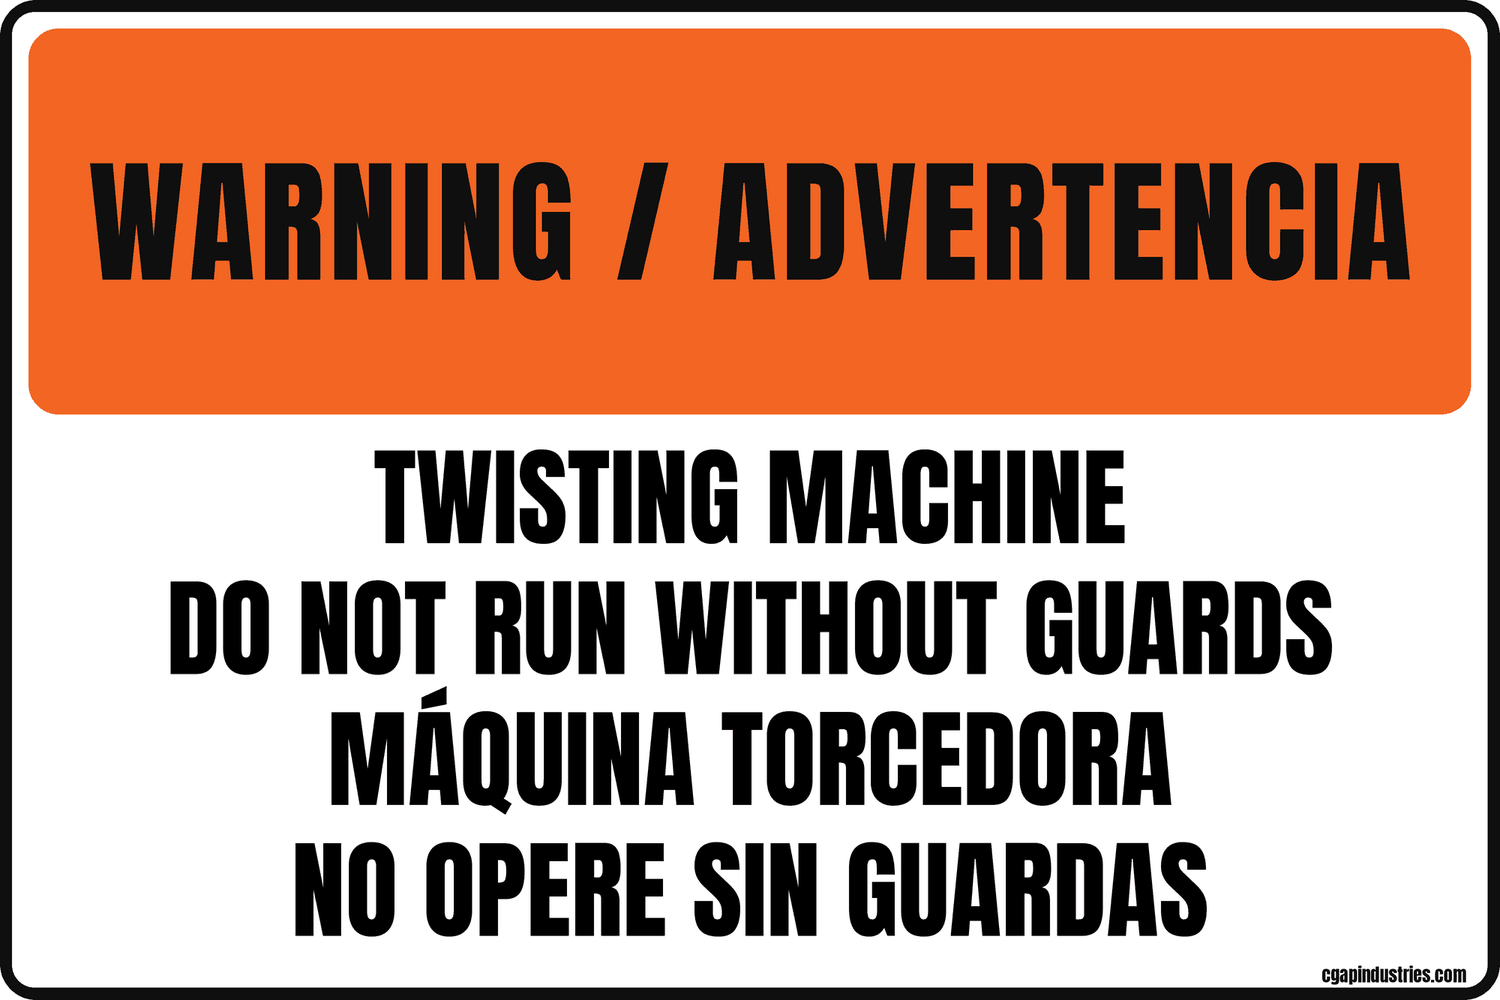 WARNING / ADVERTENCIA
TWISTING MACHINE
DO NOT RUN WITHOUT GUARDS
MÁQUINA TORCEDORA
NO OPERE SIN GUARDAS
cgapindustries.com